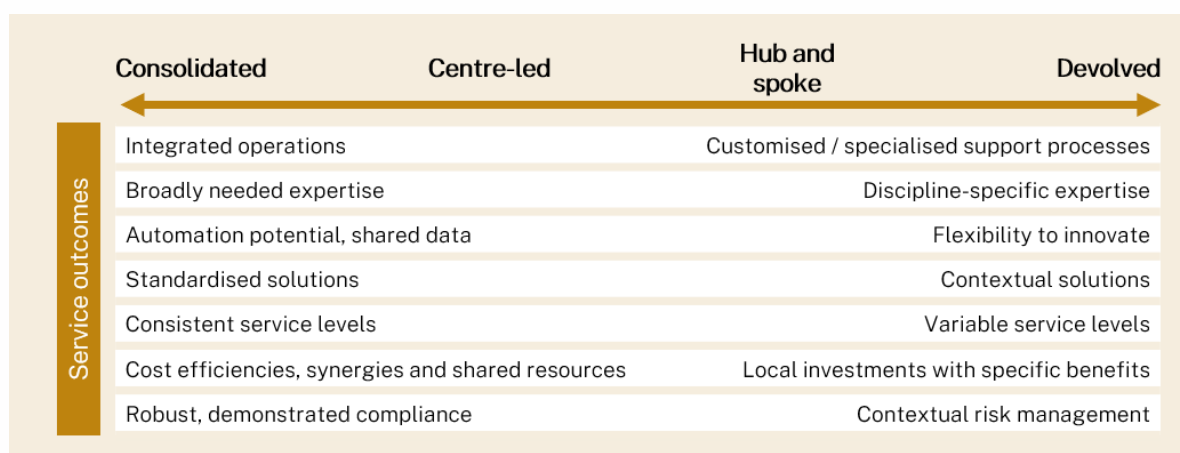 Consolidated
Centre-led
Hub and
spoke
Devolved
Service outcomes
Integrated operations
Customised / specialised support processes
Broadly needed expertise
Discipline-specific expertise
Automation potential, shared data
Flexibility to innovate
Standardised solutions
Contextual solutions
Consistent service levels
Variable service levels
Cost efficiencies, synergies and shared resources
Local investments with specific benefits
Robust, demonstrated compliance
Contextual risk management